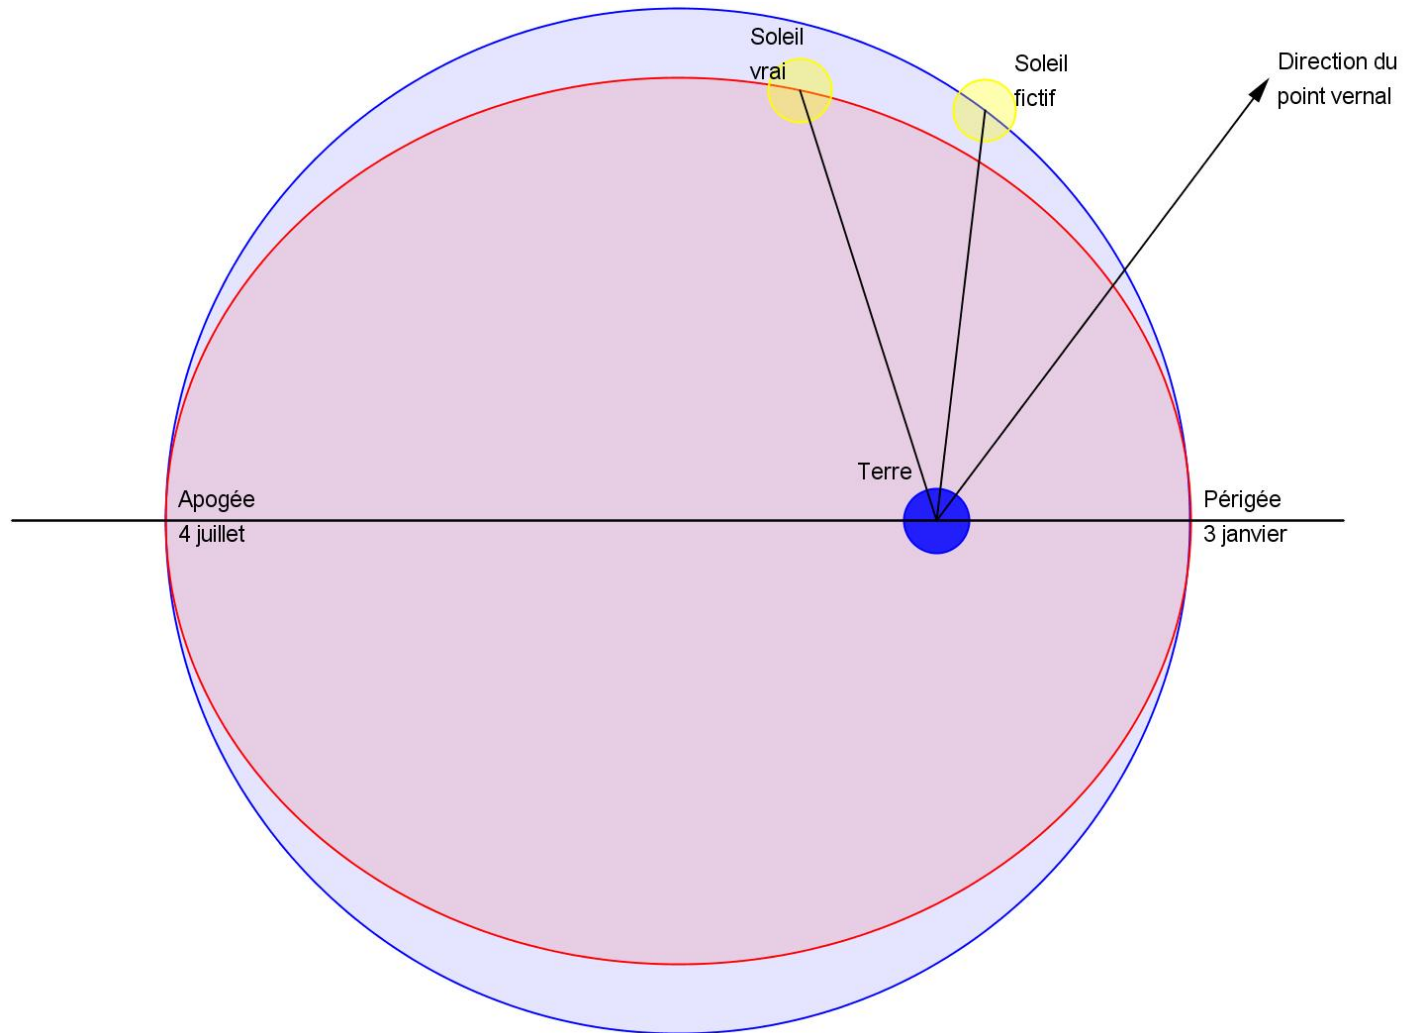 Soleil
vrai
Soleil
fictif
Direction du
point vernal
Terre
Apogée
4 juillet
Périgée
3 janvier